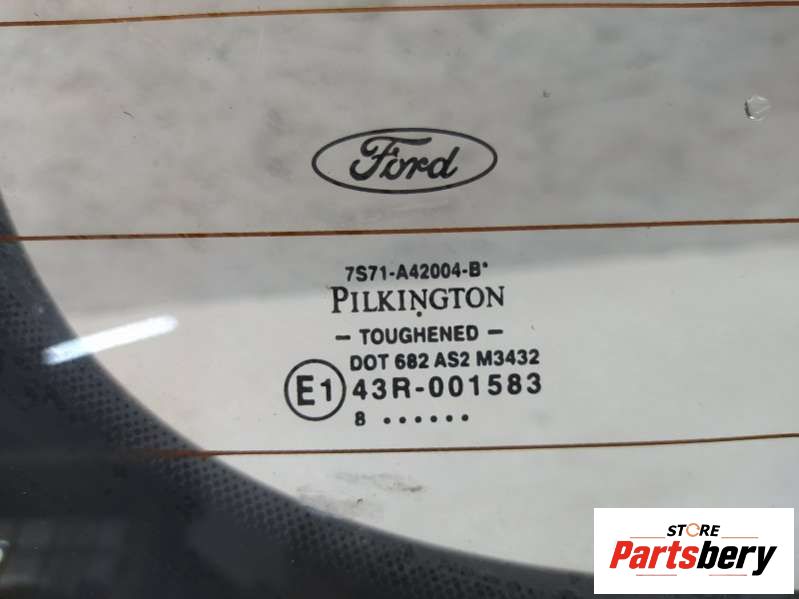 Ford
7S71-A42004-B*
PILKINGTON
- TOUGHENED -
DOT 682 AS2 M3432
E1 43R-001583
8 ••••••
STORE
Partsbery